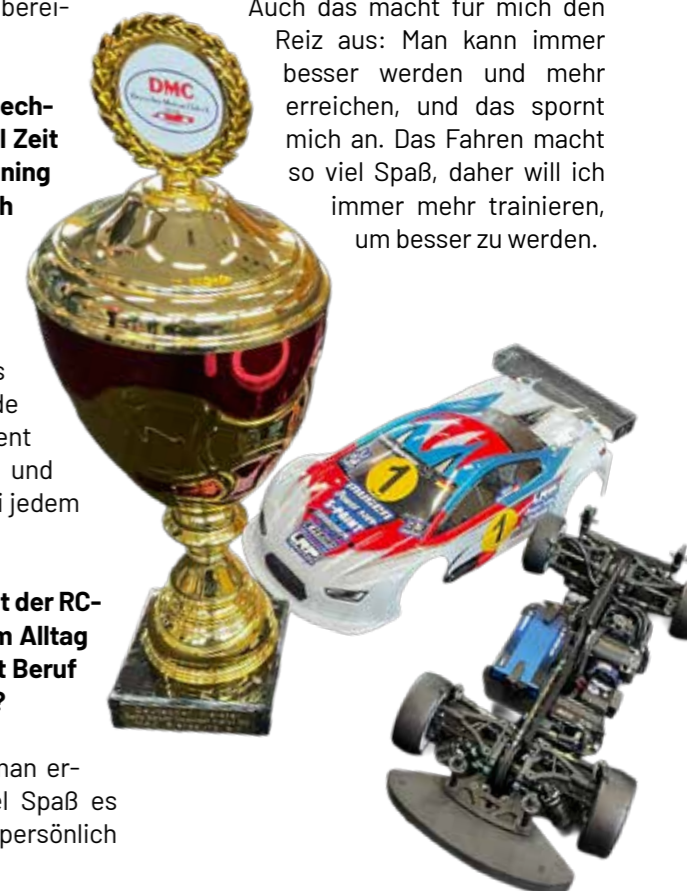 berei-
ech-
l Zeit
ning
h
s
de
ent
und
i jedem
t der RC-
m Alltag
t Beruf
?
man er-
el Spaß es
persönlich
Auch das macht für mich den
Reiz aus: Man kann immer
besser werden und mehr
erreichen, und das spornt
mich an. Das Fahren macht
so viel Spaß, daher will ich
immer mehr trainieren,
um besser zu werden.
DMC
1
mugen
LRP
1